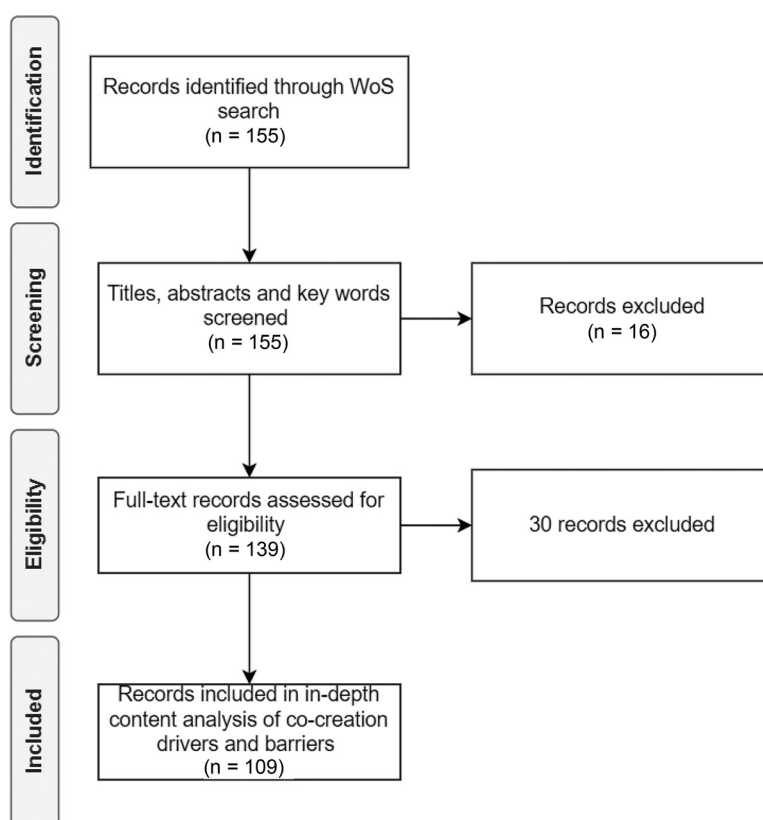 Identification
Records identified through WoS
search
(n = 155)
Screening
Titles, abstracts and key words
screened
(n = 155)
Records excluded
(n = 16)
Eligibility
Full-text records assessed for
eligibility
(n = 139)
30 records excluded
Included
Records included in in-depth
content analysis of co-creation
drivers and barriers
(n = 109)